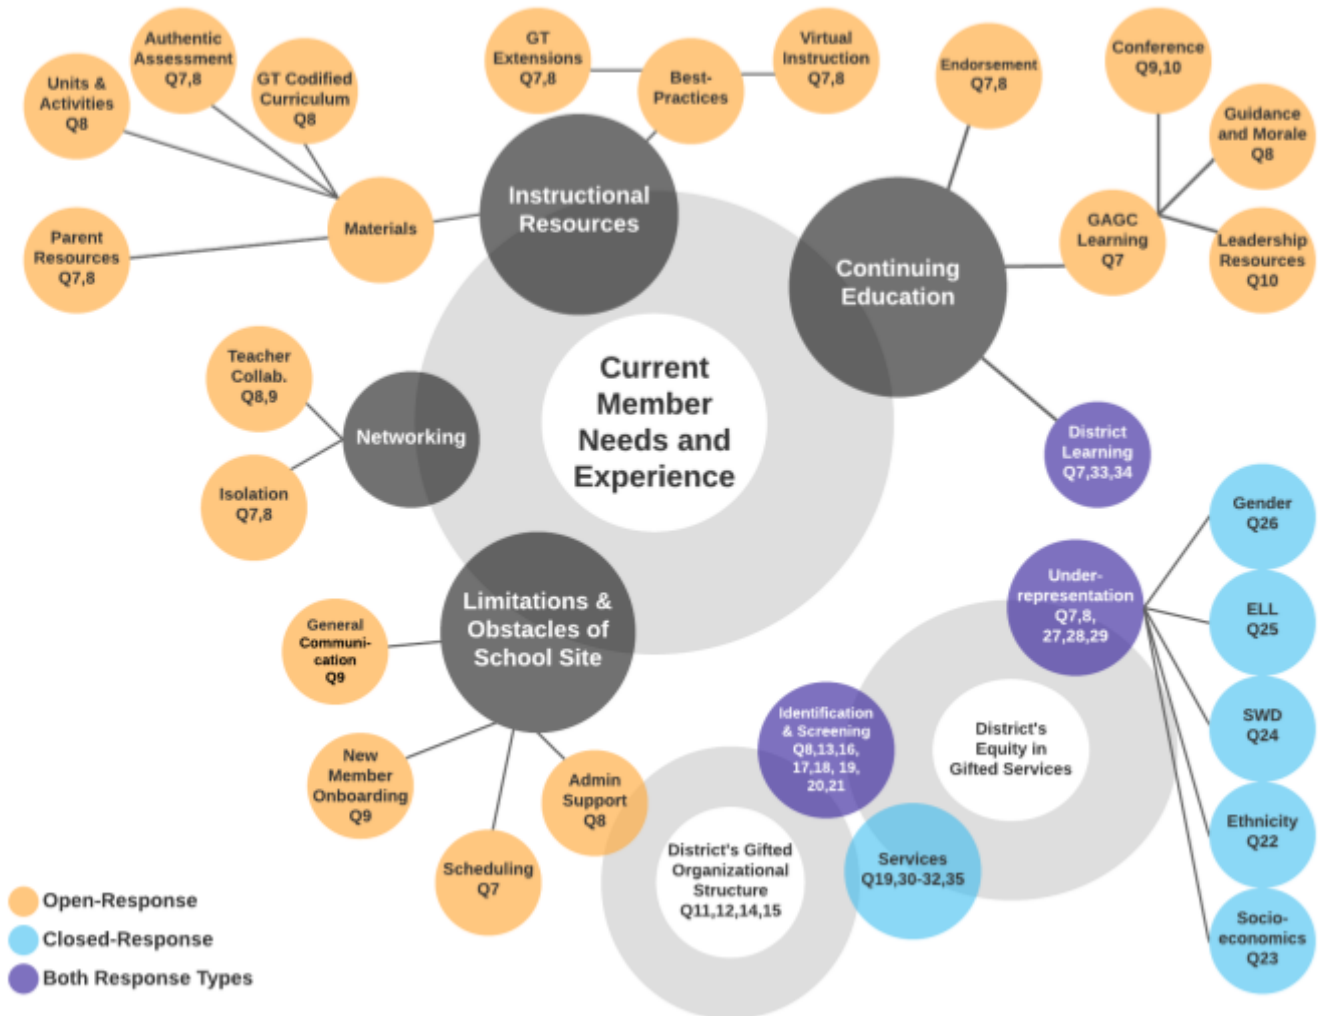 Authentic
Assessment
Q7,8
Units &
Activities
Q8
GT Codified
Curriculum
Q8
Parent
Resources
Q7,8
Materials
GT
Extensions
Q7,8
Best-
Practices
Virtual
Instruction
Q7,8
Instructional
Resources
Endorsement
Q7,8
Conference
Q9,10
Guidance
and Morale
Q8
GAGC
Learning
Q7
Leadership
Resources
Q10
Continuing
Education
District
Learning
Q7,33,34
Current
Member
Needs and
Experience
Teacher
Collab.
Q8,9
Networking
Isolation
Q7,8
Limitations &
Obstacles of
School Site
General
Communi-
cation
Q9
New
Member
Onboarding
Q9
Scheduling
Q7
Admin
Support
Q8
Under-
representation
Q7,8,
27,28,29
Gender
Q26
ELL
Q25
SWD
Q24
Ethnicity
Q22
Socio-
economics
Q23
Identification
& Screening
Q8,13,16,
17,18, 19,
20,21
District's
Equity in
Gifted Services
District's Gifted
Organizational
Structure
Q11,12,14,15
Services
Q19,30-32,35
Open-Response
Closed-Response
Both Response Types